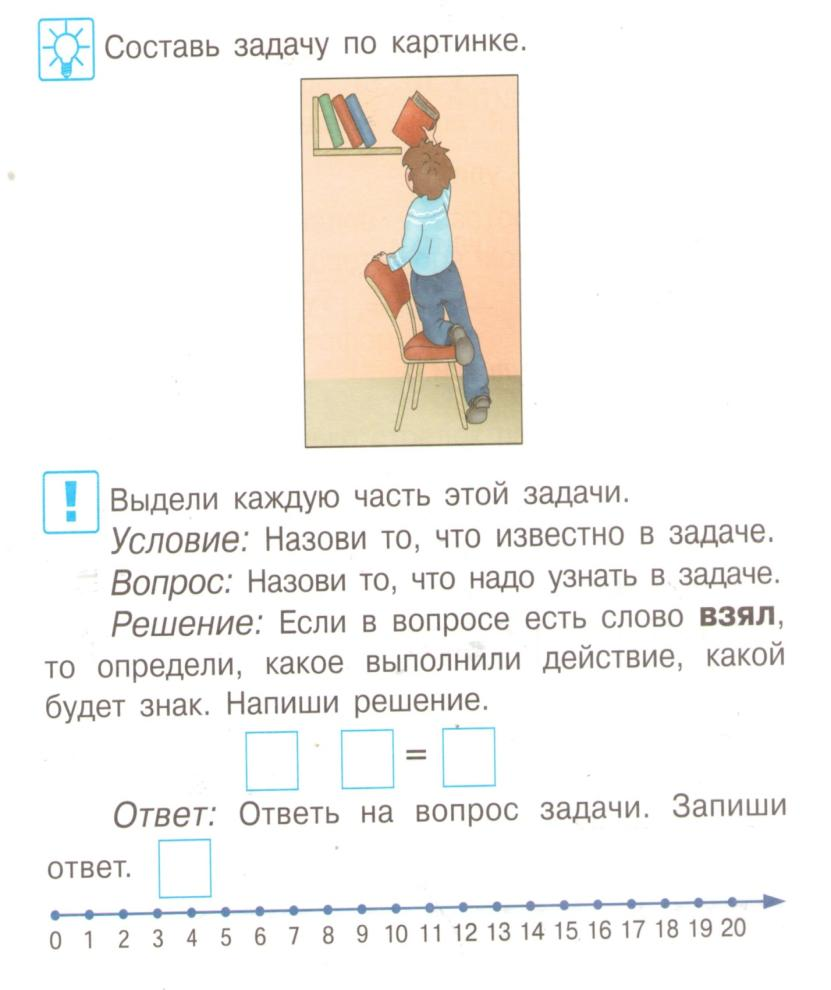 Составь задачу по картинке.
! Выдели каждую часть этой задачи.
Условие: Назови то, что известно в задаче.
Вопрос: Назови то, что надо узнать в задаче.
Решение: Если в вопросе есть слово взял,
то определи, какое выполнили действие, какой
будет знак. Напиши решение.
=
Ответ: Ответь на вопрос задачи. Запиши
ответ.
0 1 2 3 4 5 6 7 8 9 10 11 12 13 14 15 16 17 18 19 20